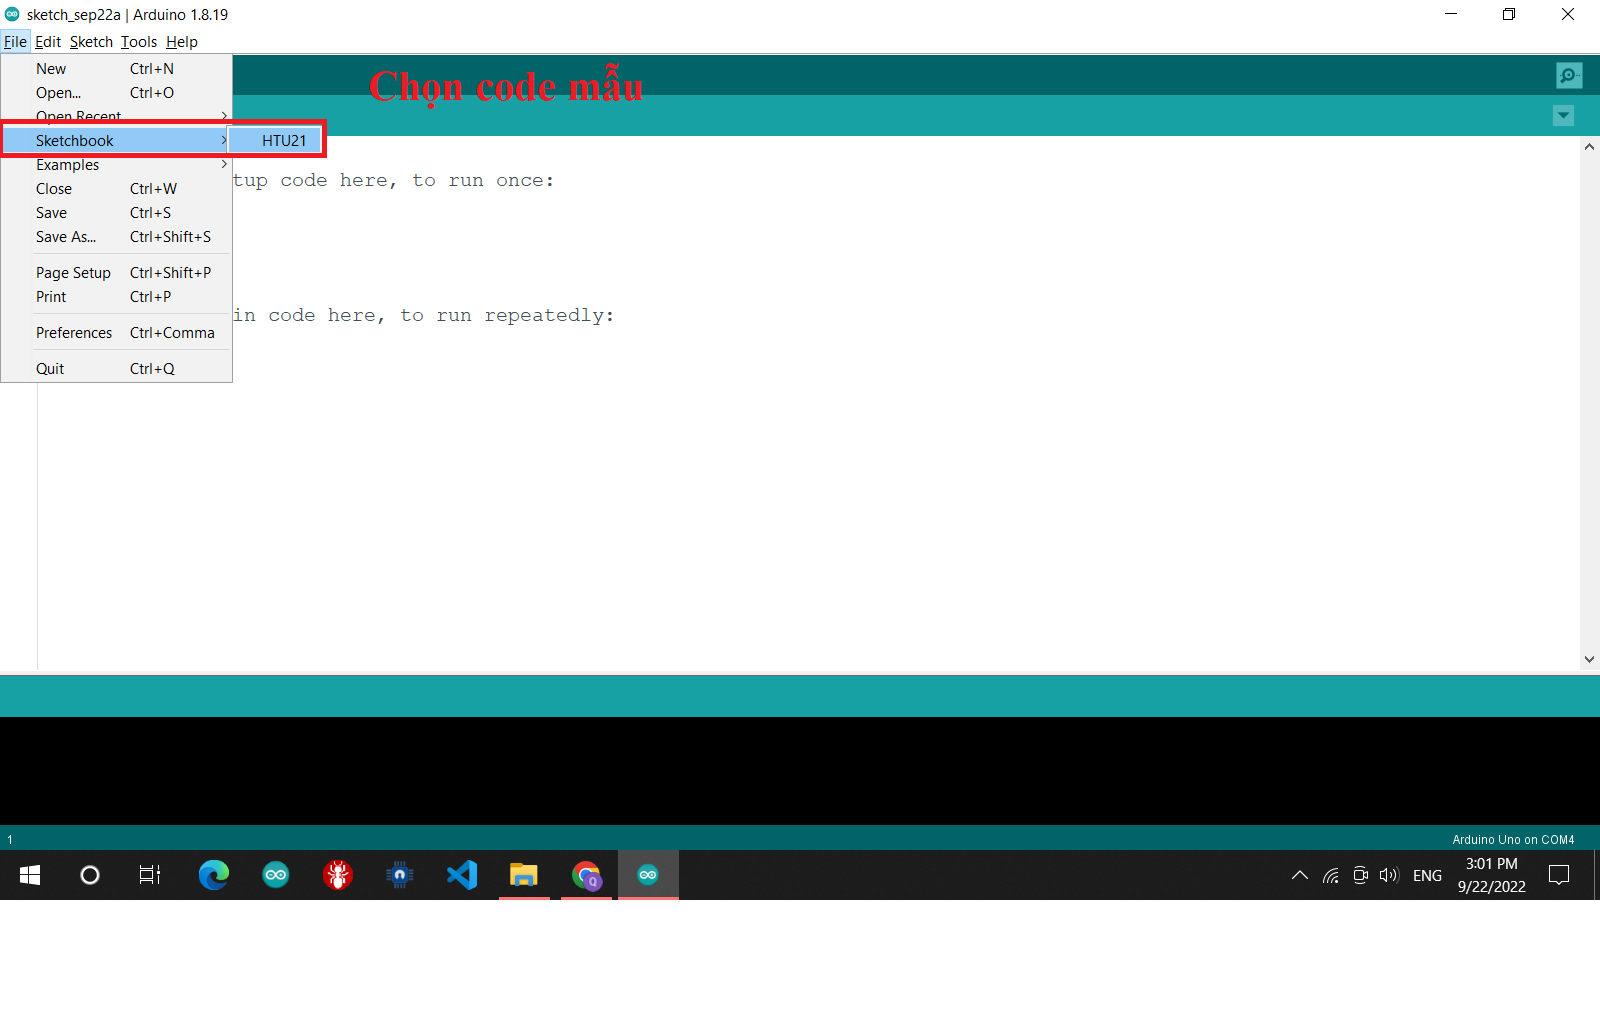 sketch_sep22a | Arduino 1.8.19
File Edit Sketch Tools Help
New Ctrl+N
Open... Ctrl+O
Open Recent
Sketchbook
HTU21
Examples
Close Ctrl+W
Save Ctrl+S
Save As... Ctrl+Shift+S
Page Setup Ctrl+Shift+P
Print Ctrl+P
Preferences Ctrl+Comma
Quit Ctrl+Q
Chọn code mẫu
tup code here, to run once:
in code here, to run repeatedly:
1
Arduino Uno on COM4
Q
ENG
3:01 PM
9/22/2022